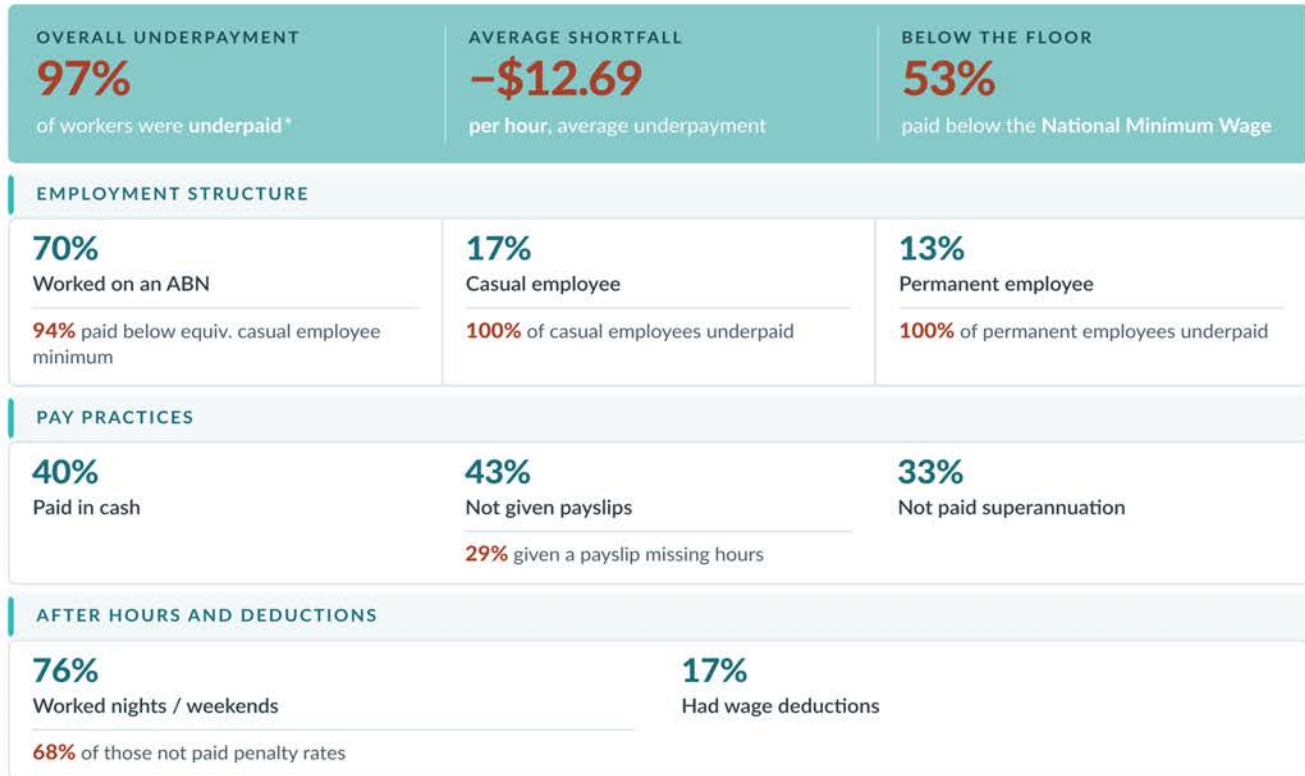 OVERALL UNDERPAYMENT
97%
of workers were underpaid*
AVERAGE SHORTFALL
–$12.69
per hour, average underpayment
BELOW THE FLOOR
53%
paid below the National Minimum Wage
EMPLOYMENT STRUCTURE
70%
Worked on an ABN
94% paid below equiv. casual employee
minimum
17%
Casual employee
100% of casual employees underpaid
13%
Permanent employee
100% of permanent employees underpaid
PAY PRACTICES
40%
Paid in cash
43%
Not given payslips
29% given a payslip missing hours
33%
Not paid superannuation
AFTER HOURS AND DEDUCTIONS
76%
Worked nights / weekends
68% of those not paid penalty rates
17%
Had wage deductions